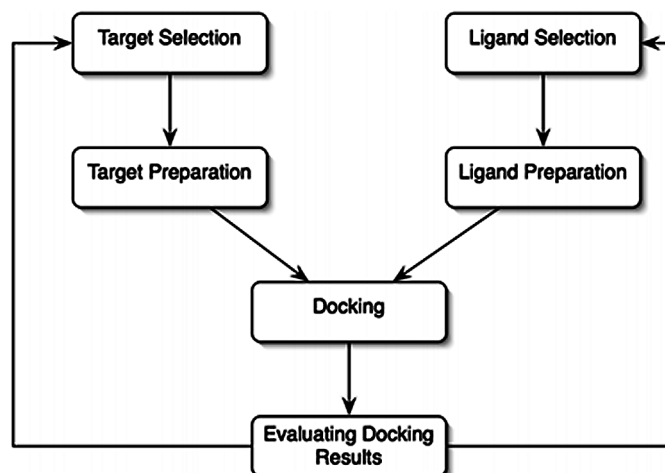 Target Selection
Ligand Selection
Target Preparation
Ligand Preparation
Docking
Evaluating Docking
Results